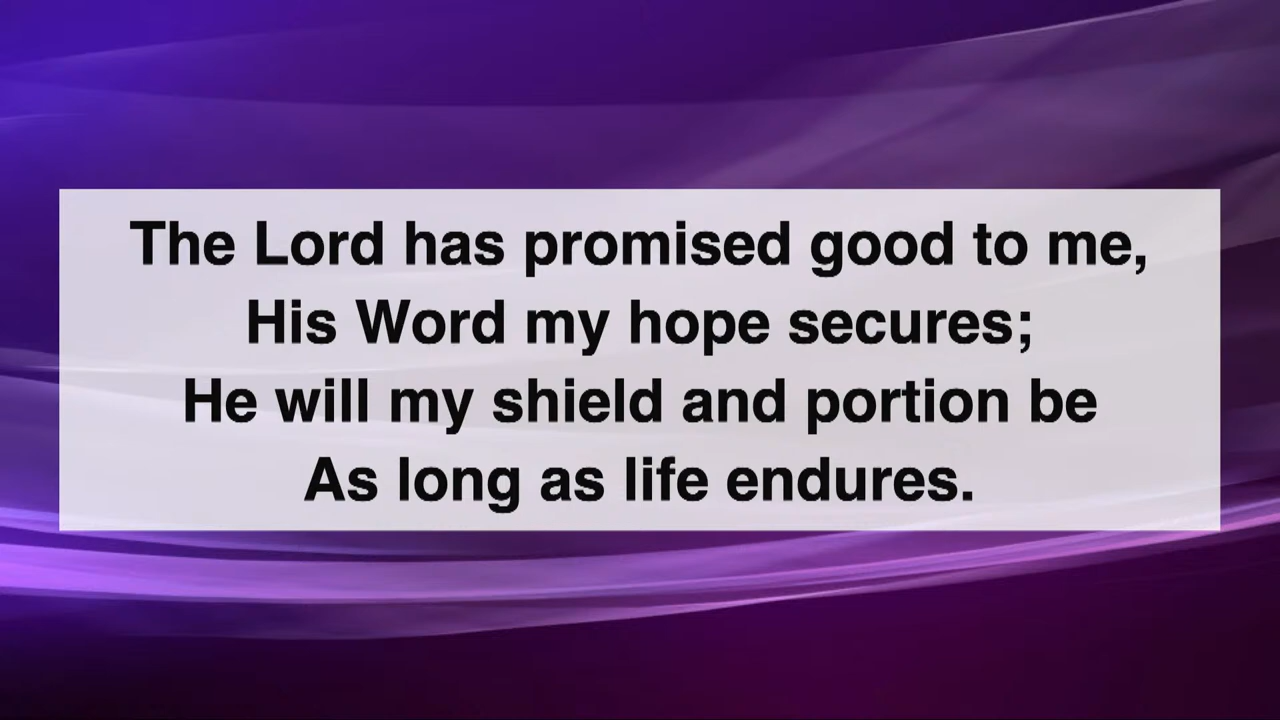 The Lord has promised good to me,
His Word my hope secures;
He will my shield and portion be
As long as life endures.